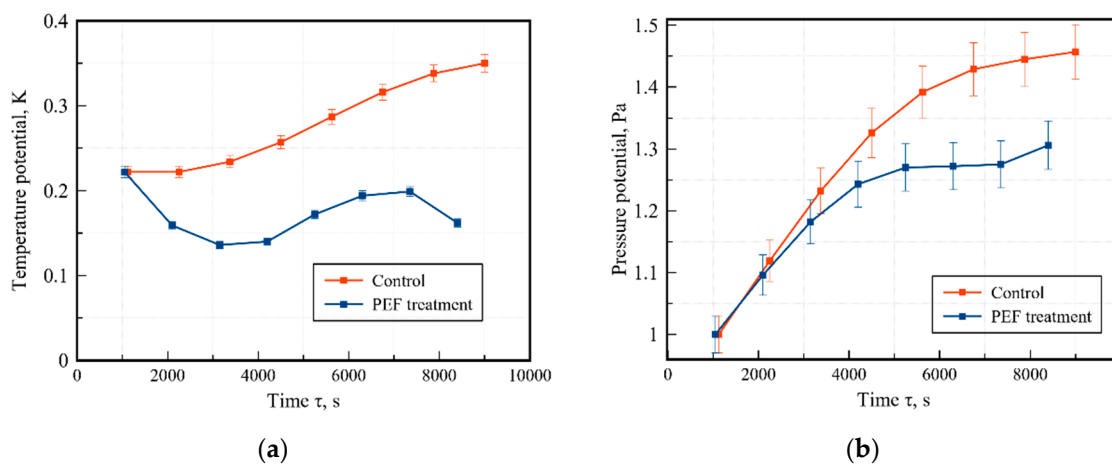 0.4
0.3
0.2
0.1
0
Temperature potential, K
Control
PEF treatment
0 2000 4000 6000 8000 10000
Time τ, s
(a)
1.5
1.4
1.3
1.2
1.1
1
Pressure potential, Pa
Control
PEF treatment
0 2000 4000 6000 8000
Time τ, s
(b)